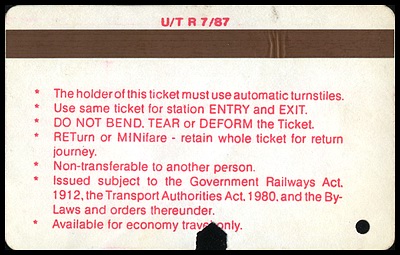 U/T R 7/87
* The holder of this ticket must use automatic turnstiles.
* Use same ticket for station ENTRY and EXIT.
* DO NOT BEND, TEAR or DEFORM the Ticket.
* RETurn or MINifare - retain whole ticket for return
journey.
* Non-transferable to another person.
* Issued subject to the Government Railways Act,
1912, the Transport Authorities Act, 1980, and the By-
Laws and orders thereunder.
* Available for economy travel only.